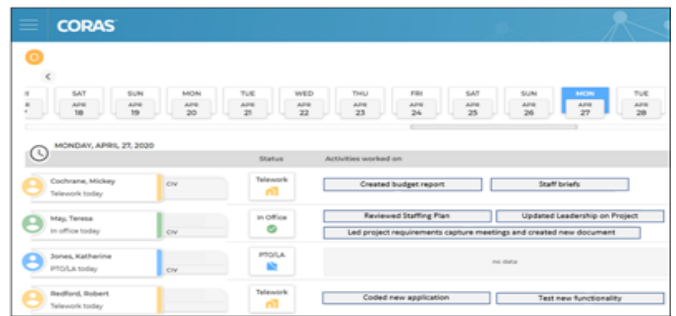 CORAS
SAT SUN MON TUE WED THU FRI SAT SUN MON TUE
APR APR APR APR APR APR APR APR APR APR APR
18 19 20 21 22 23 24 25 26 27 28
MONDAY, APRIL 27, 2020
Status Activities worked on
Cochrane, Mickey CIV Telework Created budget report Staff briefs
Telework today
May, Teresa In Office Reviewed Staffing Plan Updated Leadership on Project
In office today CIV Led project requirements capture meetings and created new document
Jones, Katherine PTO/LA no data
PTO/LA today CIV
Redford, Robert Telework Coded new application Test new functionality
Telework today